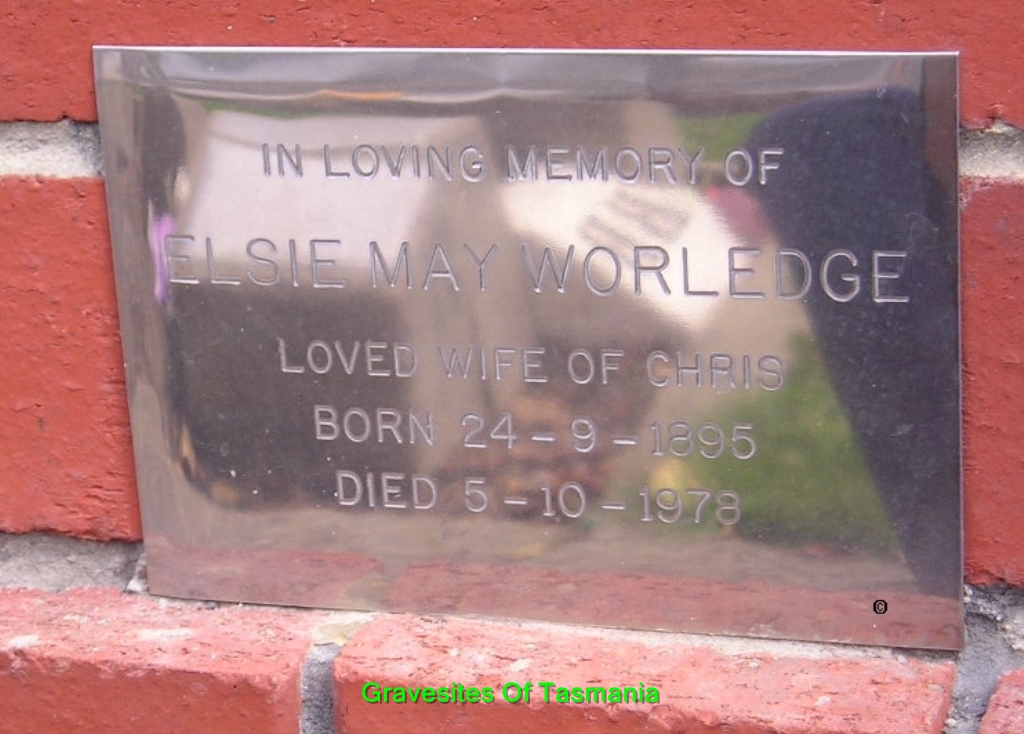 IN LOVING MEMORY OF
ELSIE MAY WORLEDGE
LOVED WIFE OF CHRIS
BORN 24-9-1895
DIED 5-10-1978
©
Gravesites Of Tasmania